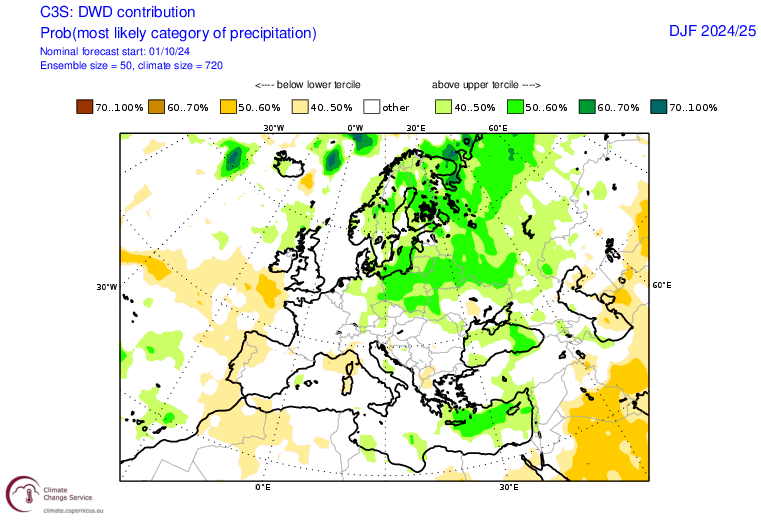 C3S: DWD contribution
Prob(most likely category of precipitation)
DJF 2024/25
Nominal forecast start: 01/10/24
Ensemble size = 50, climate size = 720
<---- below lower tercile
above upper tercile ---->
70..100%
60..70%
50..60%
40..50%
other
40..50%
50..60%
60..70%
70..100%
30°W
0°W
30°E
60°E
30°W
60°E
0°E
30°E
Climate
Change Service
climate.copernicus.eu